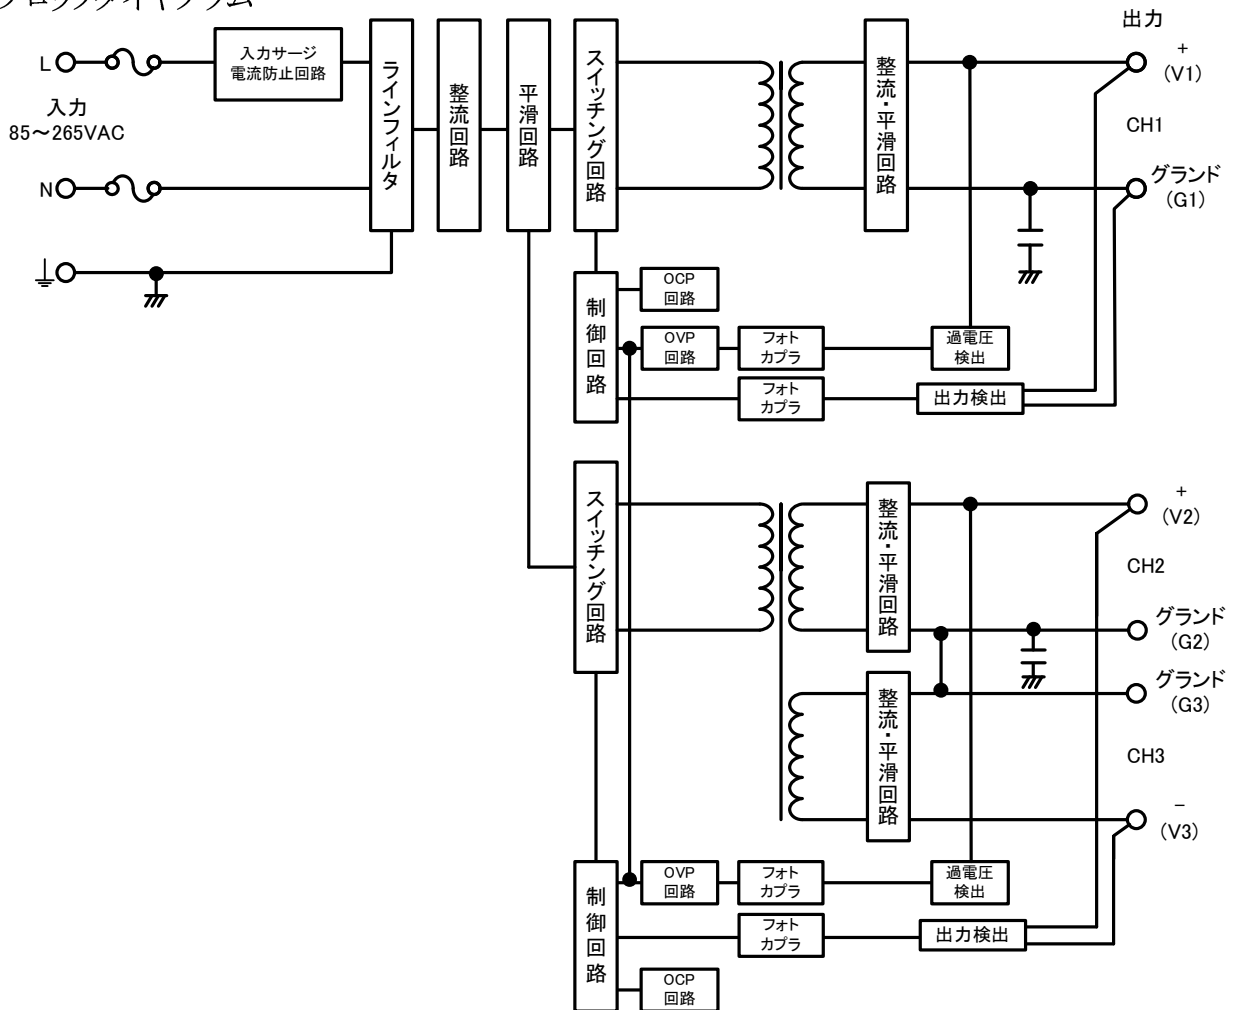 ブロックダイヤグラム
出力
L
入力サージ
電流防止回路
ラインフィルタ
整流回路
平滑回路
スイッチング回路
整流・平滑回路
+
(V1)
入力
85～265VAC
CH1
N
グランド
(G1)
制御回路
OCP
回路
OVP
回路
フォト
カプラ
過電圧
検出
フォト
カプラ
出力検出
スイッチング回路
整流・平滑回路
+
(V2)
CH2
グランド
(G2)
グランド
(G3)
整流・平滑回路
CH3
−
(V3)
制御回路
OVP
回路
フォト
カプラ
過電圧
検出
フォト
カプラ
出力検出
OCP
回路